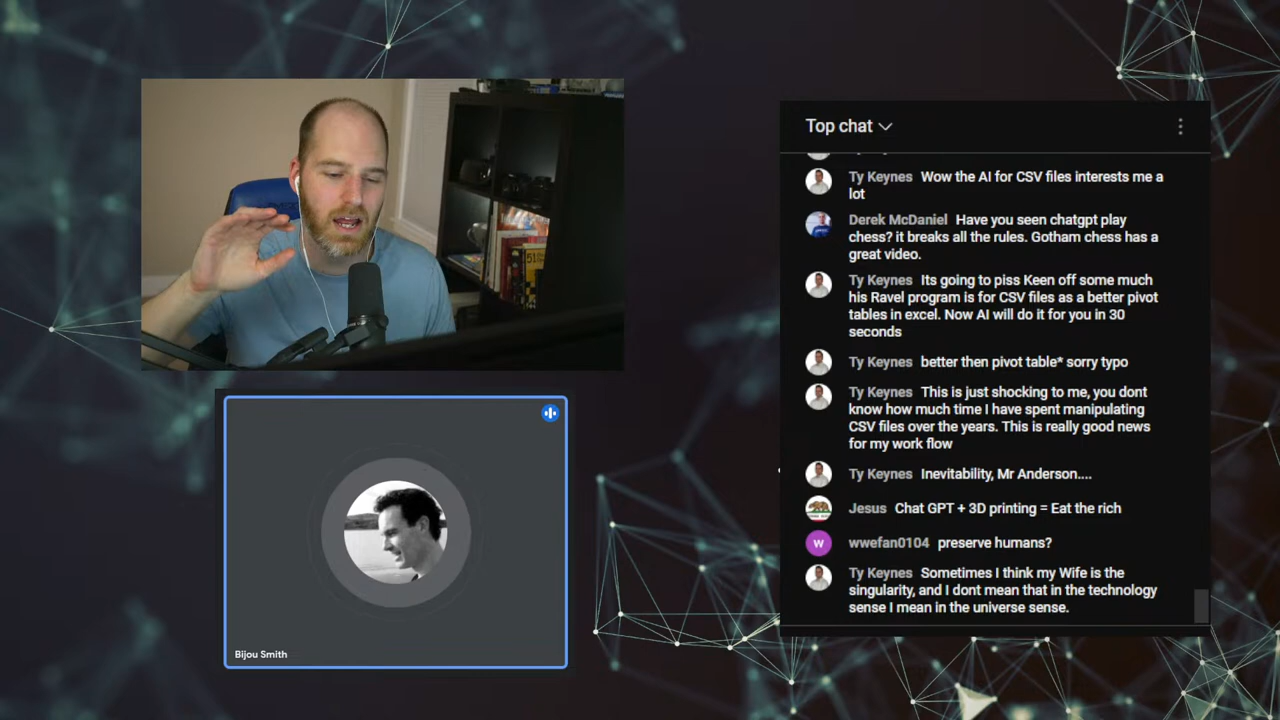 Top chat
Ty Keynes Wow the AI for CSV files interests me a
lot
Derek McDaniel Have you seen chatgpt play
chess? it breaks all the rules. Gotham chess has a
great video.
Ty Keynes Its going to piss Keen off some much
his Ravel program is for CSV files as a better pivot
tables in excel. Now AI will do it for you in 30
seconds
Ty Keynes better then pivot table* sorry typo
Ty Keynes This is just shocking to me, you dont
know how much time I have spent manipulating
CSV files over the years. This is really good news
for my work flow
Ty Keynes Inevitability, Mr Anderson....
Jesus Chat GPT + 3D printing = Eat the rich
W wwefan0104 preserve humans?
Ty Keynes Sometimes I think my Wife is the
singularity, and I dont mean that in the technology
sense I mean in the universe sense.
Bijou Smith